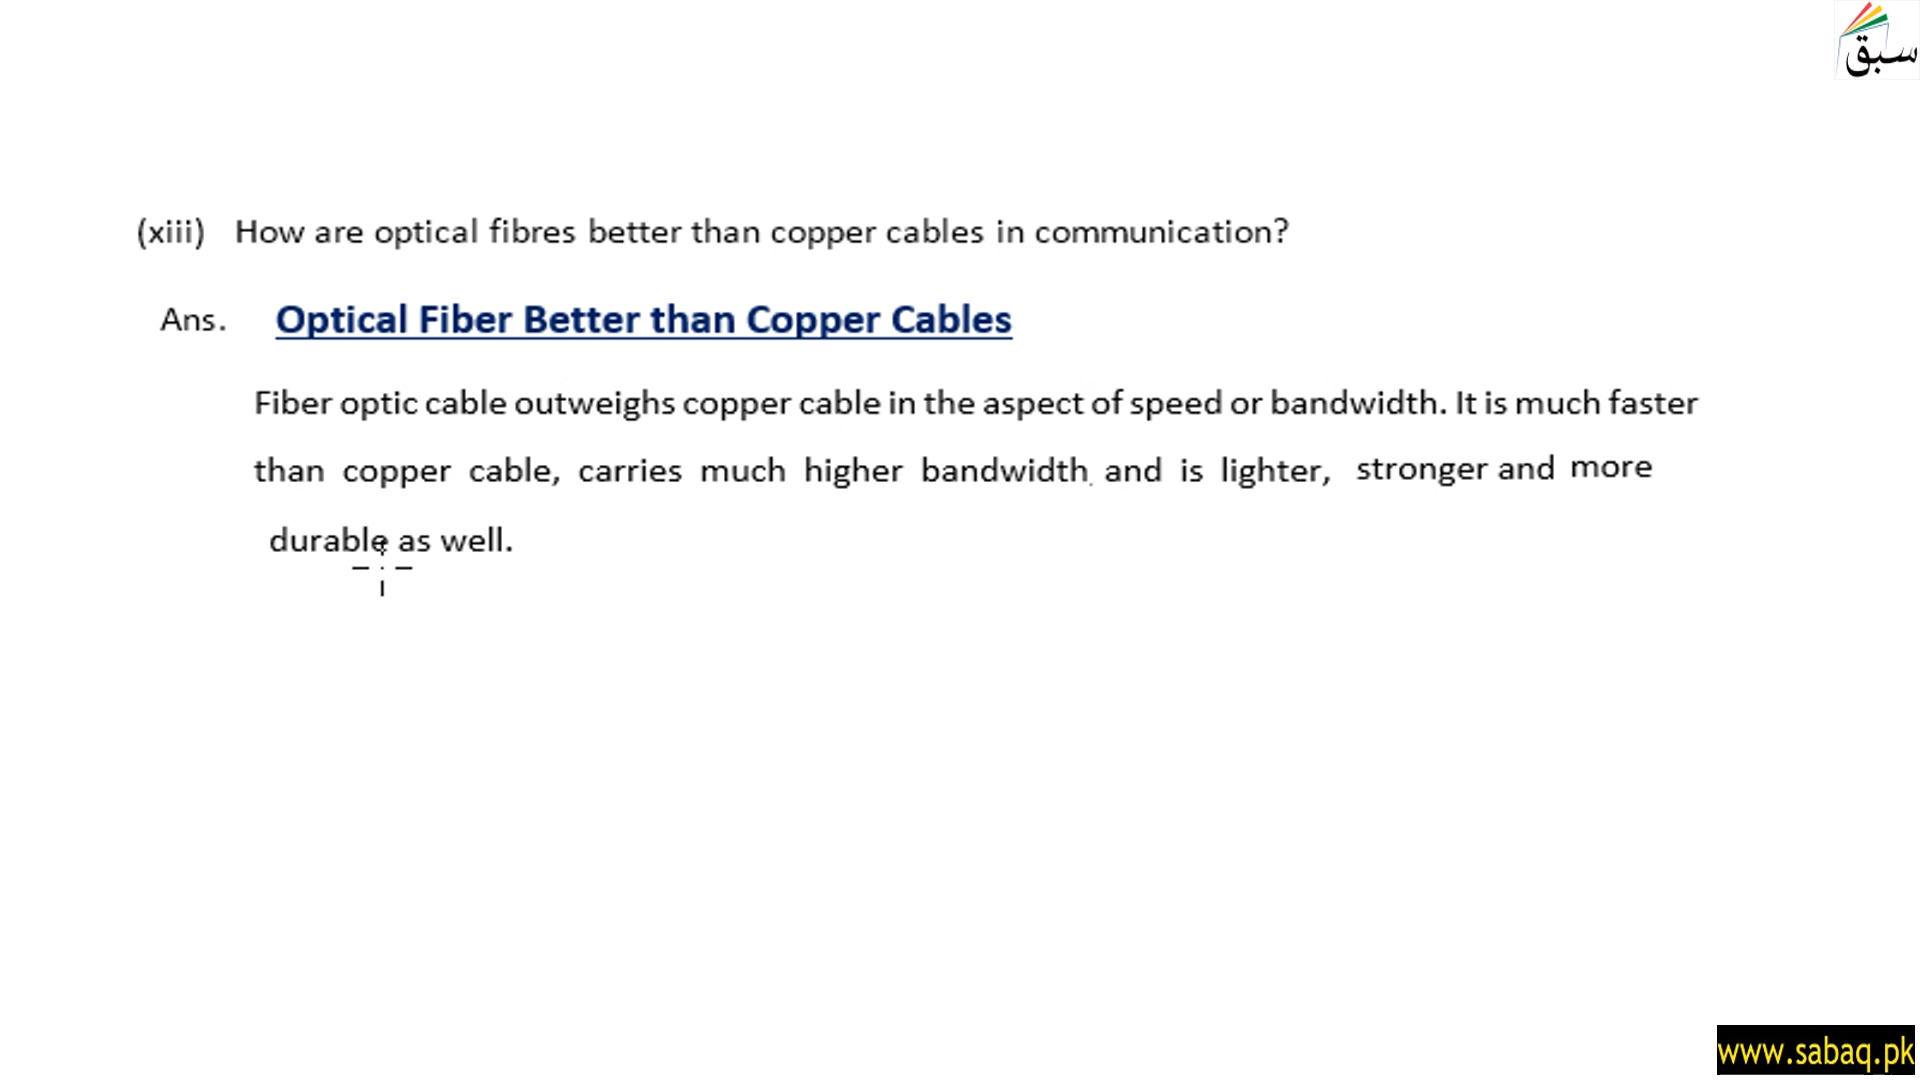 سبق
(xiii) How are optical fibres better than copper cables in communication?
Ans. Optical Fiber Better than Copper Cables
Fiber optic cable outweighs copper cable in the aspect of speed or bandwidth. It is much faster
than copper cable, carries much higher bandwidth and is lighter, stronger and more
durable as well.
www.sabaq.pk